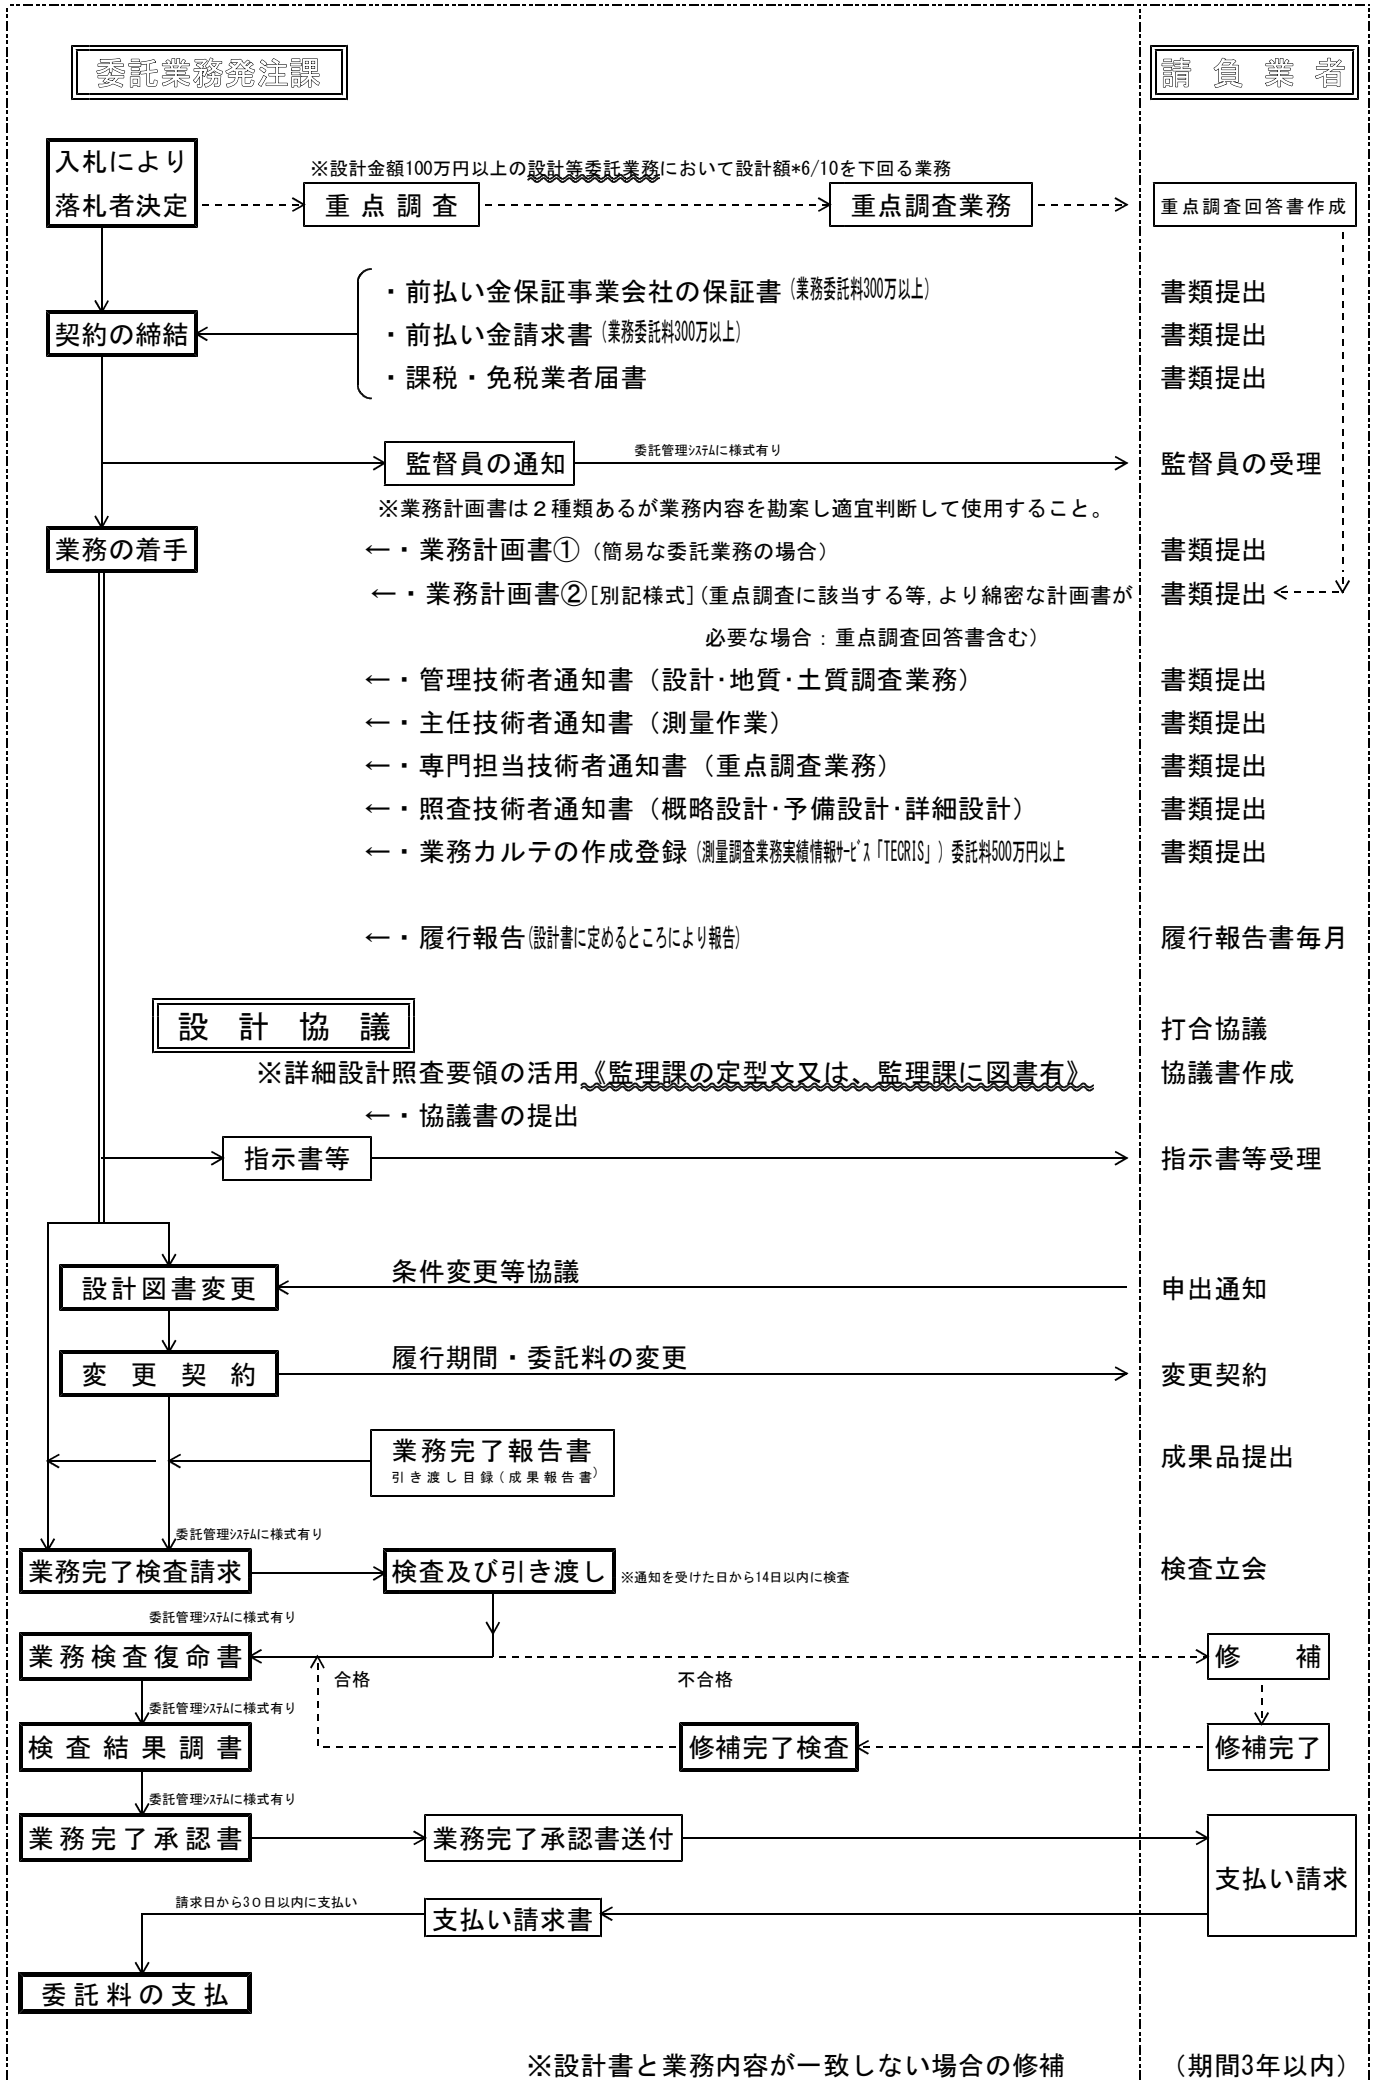 委託業務発注課
請負業者
入札により
落札者決定
※設計金額100万円以上の設計等委託業務において設計額*6/10を下回る業務
重点調査
重点調査業務
重点調査回答書作成
・前払い金保証事業会社の保証書(業務委託料300万以上)
書類提出
契約の締結
・前払い金請求書(業務委託料300万以上)
書類提出
・課税・免税業者届書
書類提出
監督員の通知
委託管理ｼｽﾃﾑに様式有り
監督員の受理
※業務計画書は２種類あるが業務内容を勘案し適宜判断して使用すること。
業務の着手
←・業務計画書①（簡易な委託業務の場合）
書類提出
←・業務計画書②[別記様式](重点調査に該当する等,より綿密な計画書が
書類提出
必要な場合：重点調査回答書含む)
←・管理技術者通知書（設計･地質･土質調査業務）
書類提出
←・主任技術者通知書（測量作業）
書類提出
←・専門担当技術者通知書（重点調査業務）
書類提出
←・照査技術者通知書（概略設計･予備設計･詳細設計）
書類提出
←・業務カルテの作成登録(測量調査業務実績情報ｻｰﾋﾞｽ「TECRIS」)委託料500万円以上
書類提出
←・履行報告(設計書に定めるところにより報告)
履行報告書毎月
設計協議
打合協議
※詳細設計照査要領の活用《監理課の定型文又は、監理課に図書有》
協議書作成
←・協議書の提出
指示書等
指示書等受理
条件変更等協議
設計図書変更
申出通知
履行期間・委託料の変更
変更契約
変更契約
業務完了報告書
引き渡し目録(成果報告書)
成果品提出
委託管理ｼｽﾃﾑに様式有り
業務完了検査請求
検査及び引き渡し
※通知を受けた日から14日以内に検査
検査立会
委託管理ｼｽﾃﾑに様式有り
業務検査復命書
合格
不合格
修補
委託管理ｼｽﾃﾑに様式有り
検査結果調書
修補完了検査
修補完了
委託管理ｼｽﾃﾑに様式有り
業務完了承認書
業務完了承認書送付
支払い請求
請求日から3０日以内に支払い
支払い請求書
委託料の支払
※設計書と業務内容が一致しない場合の修補
（期間3年以内）